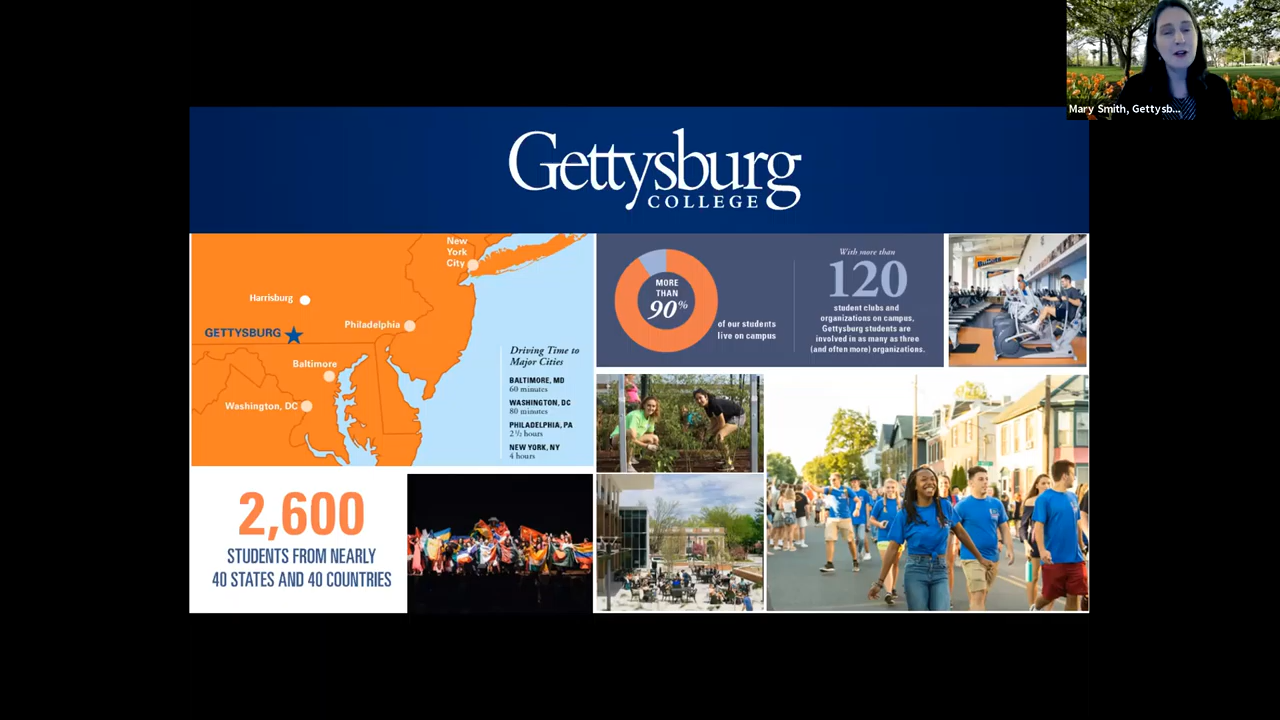 Mary Smith, Gettysb...
Gettysburg
COLLEGE
New
York
City
Harrisburg
GETTYSBURG
Philadelphia
Baltimore
Washington, DC
Driving Time to
Major Cities
BALTIMORE, MD
60 minutes
WASHINGTON, DC
80 minutes
PHILADELPHIA, PA
2 ½ hours
NEW YORK, NY
4 hours
MORE
THAN
90%
of our students
live on campus
With more than
120
student clubs and
organizations on campus,
Gettysburg students are
involved in as many as three
(and often more) organizations.
2,600
STUDENTS FROM NEARLY
40 STATES AND 40 COUNTRIES